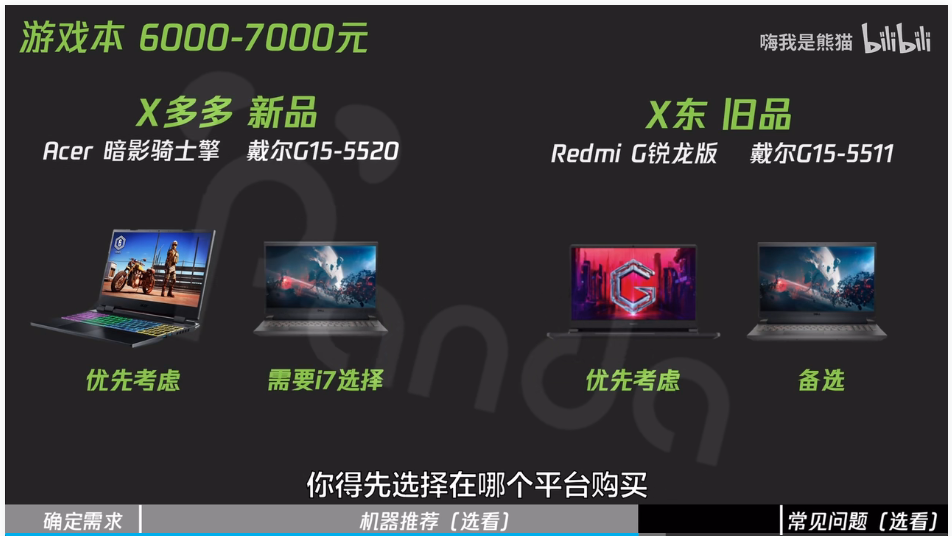 游戏本 6000-7000元
嗨我是熊猫 bilibili
X多多 新品
X东 旧品
Acer 暗影骑士擎 戴尔G15-5520
Redmi G锐龙版 戴尔G15-5511
Panda
优先考虑 需要i7选择 优先考虑 备选
你得先选择在哪个平台购买
确定需求 机器推荐（选看） 常见问题（选看）